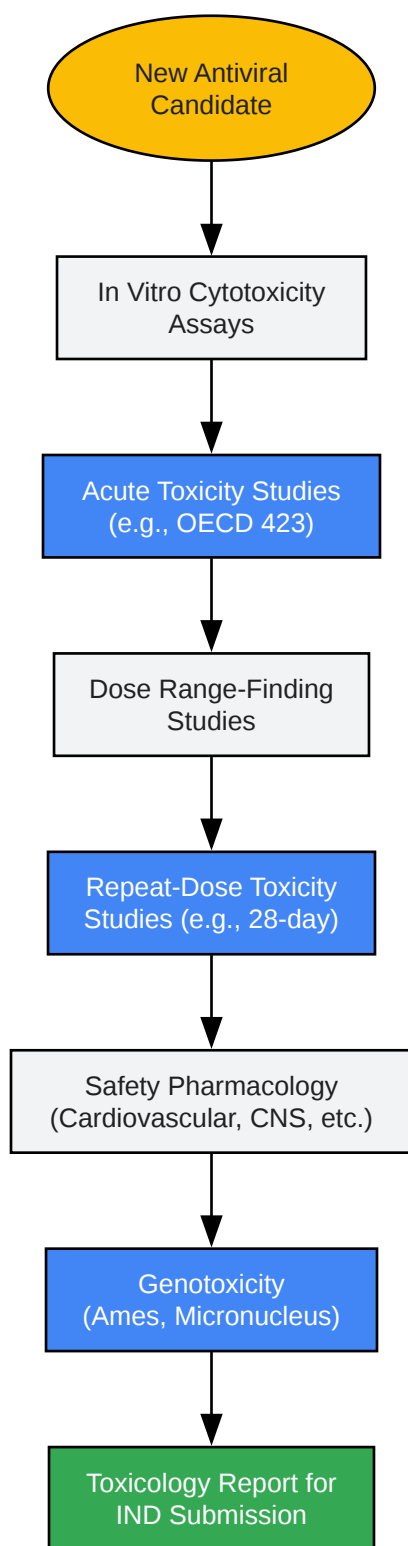 New Antiviral
Candidate
In Vitro Cytotoxicity
Assays
Acute Toxicity Studies
(e.g., OECD 423)
Dose Range-Finding
Studies
Repeat-Dose Toxicity
Studies (e.g., 28-day)
Safety Pharmacology
(Cardiovascular, CNS, etc.)
Genotoxicity
(Ames, Micronucleus)
Toxicology Report for
IND Submission